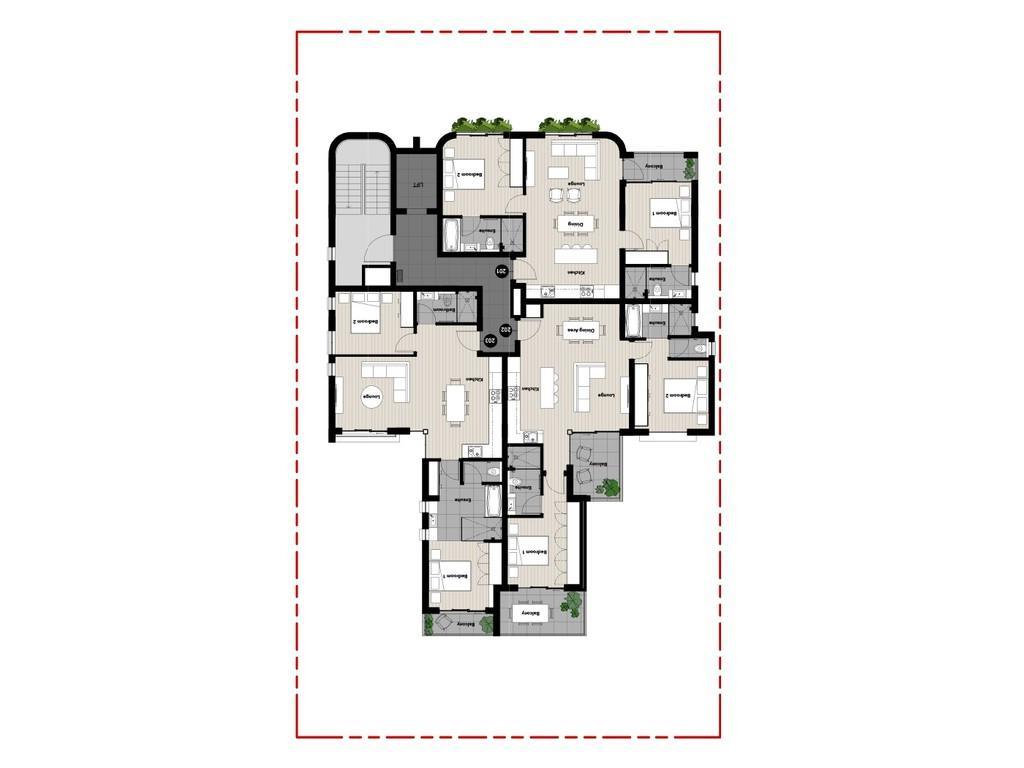 Balcony
Bedroom 2
Lounge
LIFT
Bedroom 1
Dining
Ensuite
201
Kitchen
Ensuite
Bathroom
Bedroom 2
Ensuite
202
Dining Area
203
Kitchen
Kitchen
Lounge
Lounge
Bedroom 2
Balcony
Ensuite
Ensuite
Bedroom 1
Bedroom 1
Balcony
Balcony